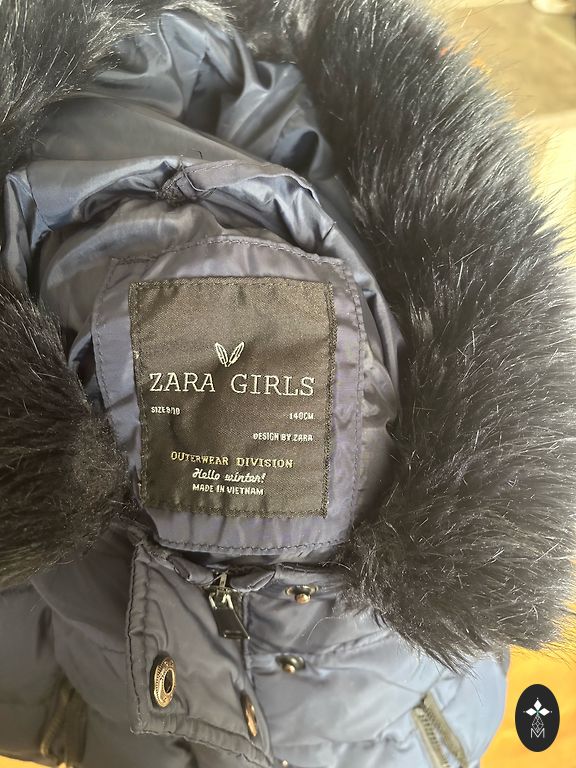 ZARA GIRLS
SIZE 9/10 140CM
DESIGN BY ZARA
OUTERWEAR DIVISION
Hello winter!
MADE IN VIETNAM
M